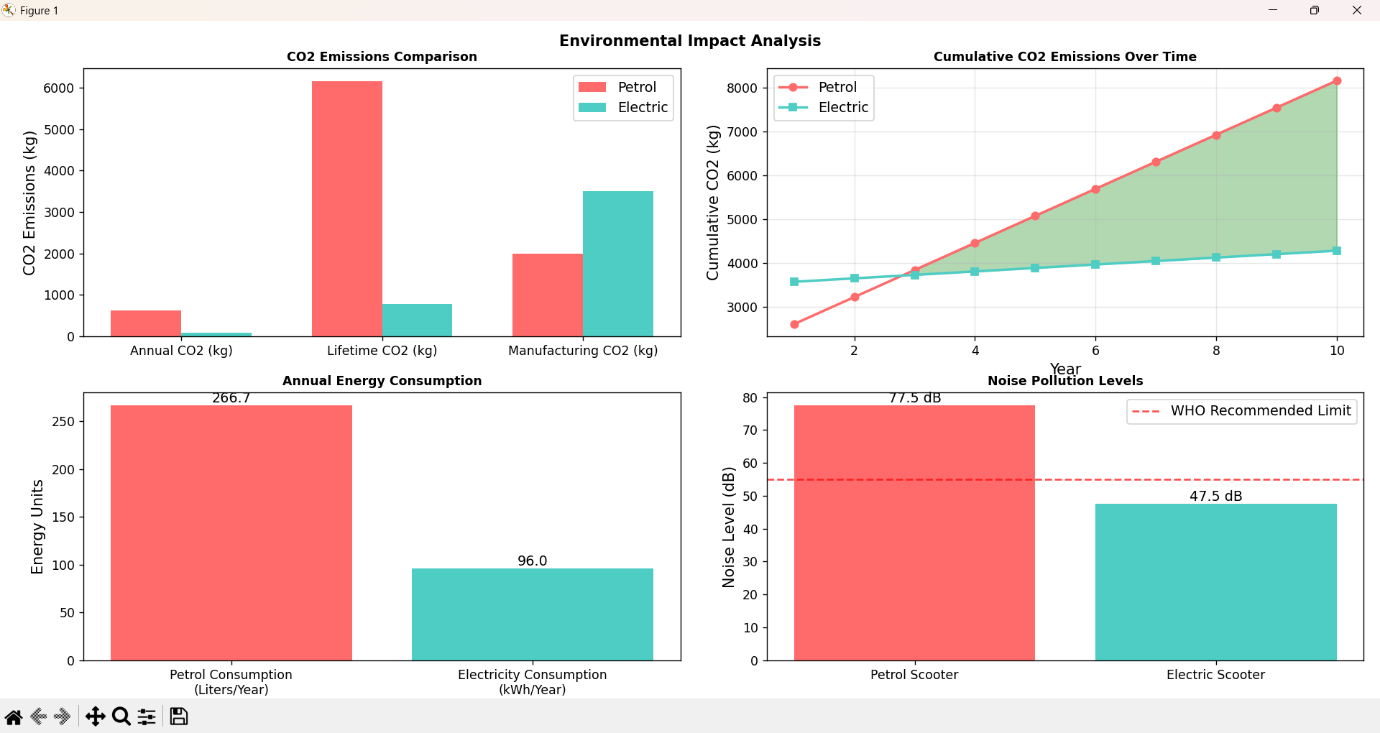 Figure 1
Environmental Impact Analysis
CO2 Emissions Comparison
CO2 Emissions (kg)
6000
5000
4000
3000
2000
1000
0
Petrol
Electric
Annual CO2 (kg)
Lifetime CO2 (kg)
Manufacturing CO2 (kg)
Cumulative CO2 Emissions Over Time
Cumulative CO2 (kg)
8000
7000
6000
5000
4000
3000
Petrol
Electric
2
4
6
8
10
Year
Annual Energy Consumption
Energy Units
250
200
150
100
50
0
266.7
96.0
Petrol Consumption
(Liters/Year)
Electricity Consumption
(kWh/Year)
Noise Pollution Levels
Noise Level (dB)
80
70
60
50
40
30
20
10
0
77.5 dB
WHO Recommended Limit
47.5 dB
Petrol Scooter
Electric Scooter